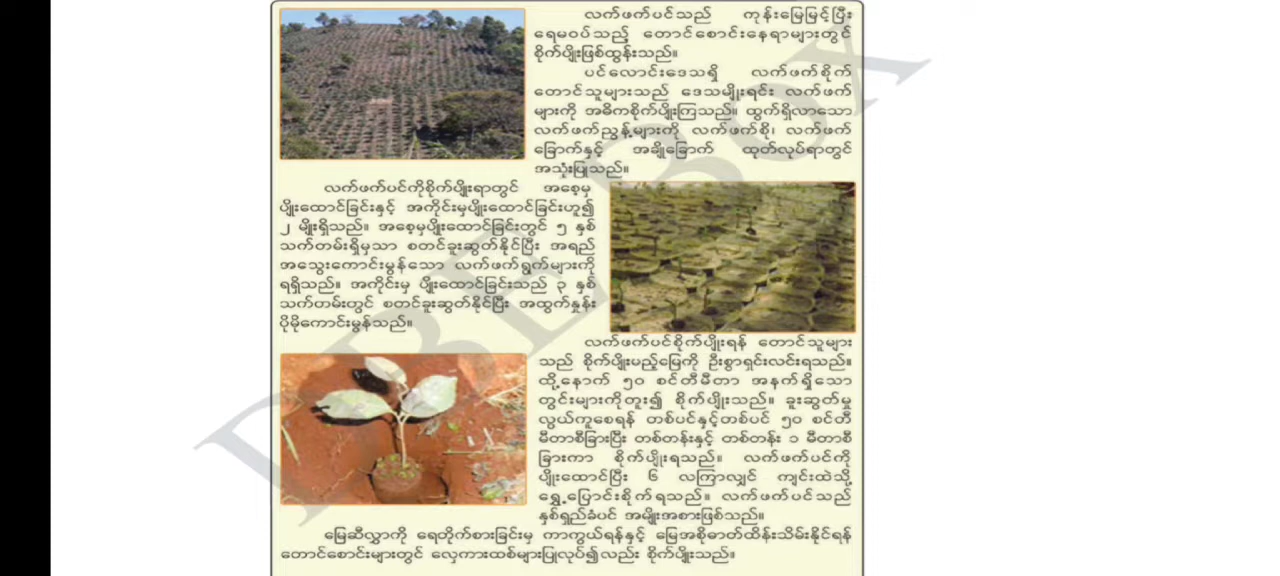 လက်ဖက်ပင်သည် ကုန်းမြေမြင့်ပြီး
ရေမဝပ်သည့် တောင်စောင်းနေရာများတွင်
စိုက်ပျိုးဖြစ်ထွန်းသည်။
ပင်လောင်းဒေသရှိ လက်ဖက်စိုက်
တောင်သူများသည် ဒေသမျိုးရင်း လက်ဖက်
များကို အဓိကစိုက်ပျိုးကြသည်။ ထွက်ရှိလာသော
လက်ဖက်ညွန့်များကို လက်ဖက်စို၊ လက်ဖက်
ခြောက်နှင့် အချိုခြောက် ထုတ်လုပ်ရာတွင်
အသုံးပြုသည်။
လက်ဖက်ပင်ကိုစိုက်ပျိုးရာတွင် အစေ့မှ
ပျိုးထောင်ခြင်းနှင့် အကိုင်းမှပျိုးထောင်ခြင်းဟူ၍
၂ မျိုးရှိသည်။ အစေ့မှပျိုးထောင်ခြင်းတွင် ၅ နှစ်
သက်တမ်းရှိမှသာ စတင်ခူးဆွတ်နိုင်ပြီး အရည်
အသွေးကောင်းမွန်သော လက်ဖက်ရွက်များကို
ရရှိသည်။ အကိုင်းမှ ပျိုးထောင်ခြင်းသည် ၃ နှစ်
သက်တမ်းတွင် စတင်ခူးဆွတ်နိုင်ပြီး အထွက်နှုန်း
ပိုမိုကောင်းမွန်သည်။
လက်ဖက်ပင်စိုက်ပျိုးရန် တောင်သူများ
သည် စိုက်ပျိုးမည့်မြေကို ဦးစွာရှင်းလင်းရသည်။
ထို့နောက် ၅၀ စင်တီမီတာ အနက်ရှိသော
တွင်းများကိုတူး၍ စိုက်ပျိုးသည်။ ခူးဆွတ်မှု
လွယ်ကူစေရန် တစ်ပင်နှင့်တစ်ပင် ၅၀ စင်တီ
မီတာစီခြားပြီး တစ်တန်းနှင့် တစ်တန်း ၁ မီတာစီ
ခြားကာ စိုက်ပျိုးရသည်။ လက်ဖက်ပင်ကို
ပျိုးထောင်ပြီး ၆ လကြာလျှင် ကျင်းထဲသို့
ရွှေ့ပြောင်းစိုက်ရသည်။ လက်ဖက်ပင်သည်
နှစ်ရှည်ခံပင် အမျိုးအစားဖြစ်သည်။
မြေဆီလွှာကို ရေတိုက်စားခြင်းမှ ကာကွယ်ရန်နှင့် မြေအစိုဓာတ်ထိန်းသိမ်းနိုင်ရန်
တောင်စောင်းများတွင် လှေကားထစ်များပြုလုပ်၍လည်း စိုက်ပျိုးသည်။